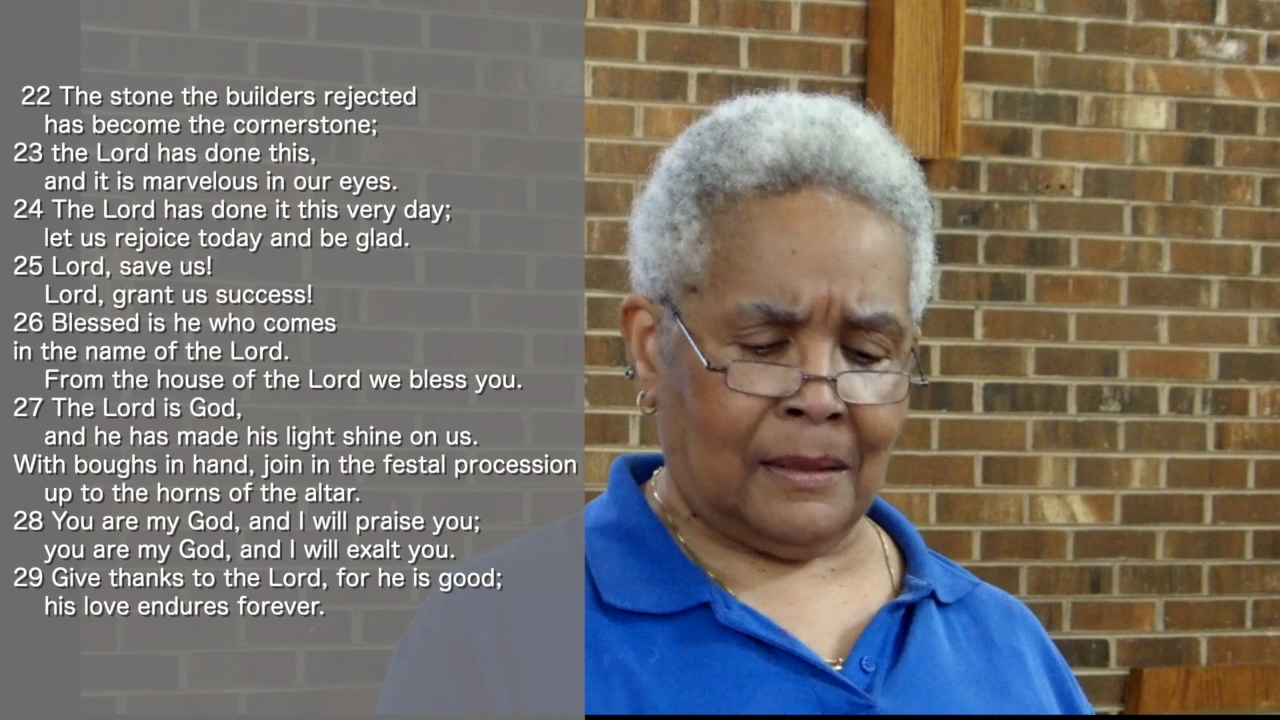 22 The stone the builders rejected
has become the cornerstone;
23 the Lord has done this,
and it is marvelous in our eyes.
24 The Lord has done it this very day;
let us rejoice today and be glad.
25 Lord, save us!
Lord, grant us success!
26 Blessed is he who comes
in the name of the Lord.
From the house of the Lord we bless you.
27 The Lord is God,
and he has made his light shine on us.
With boughs in hand, join in the festal procession
up to the horns of the altar.
28 You are my God, and I will praise you;
you are my God, and I will exalt you.
29 Give thanks to the Lord, for he is good;
his love endures forever.